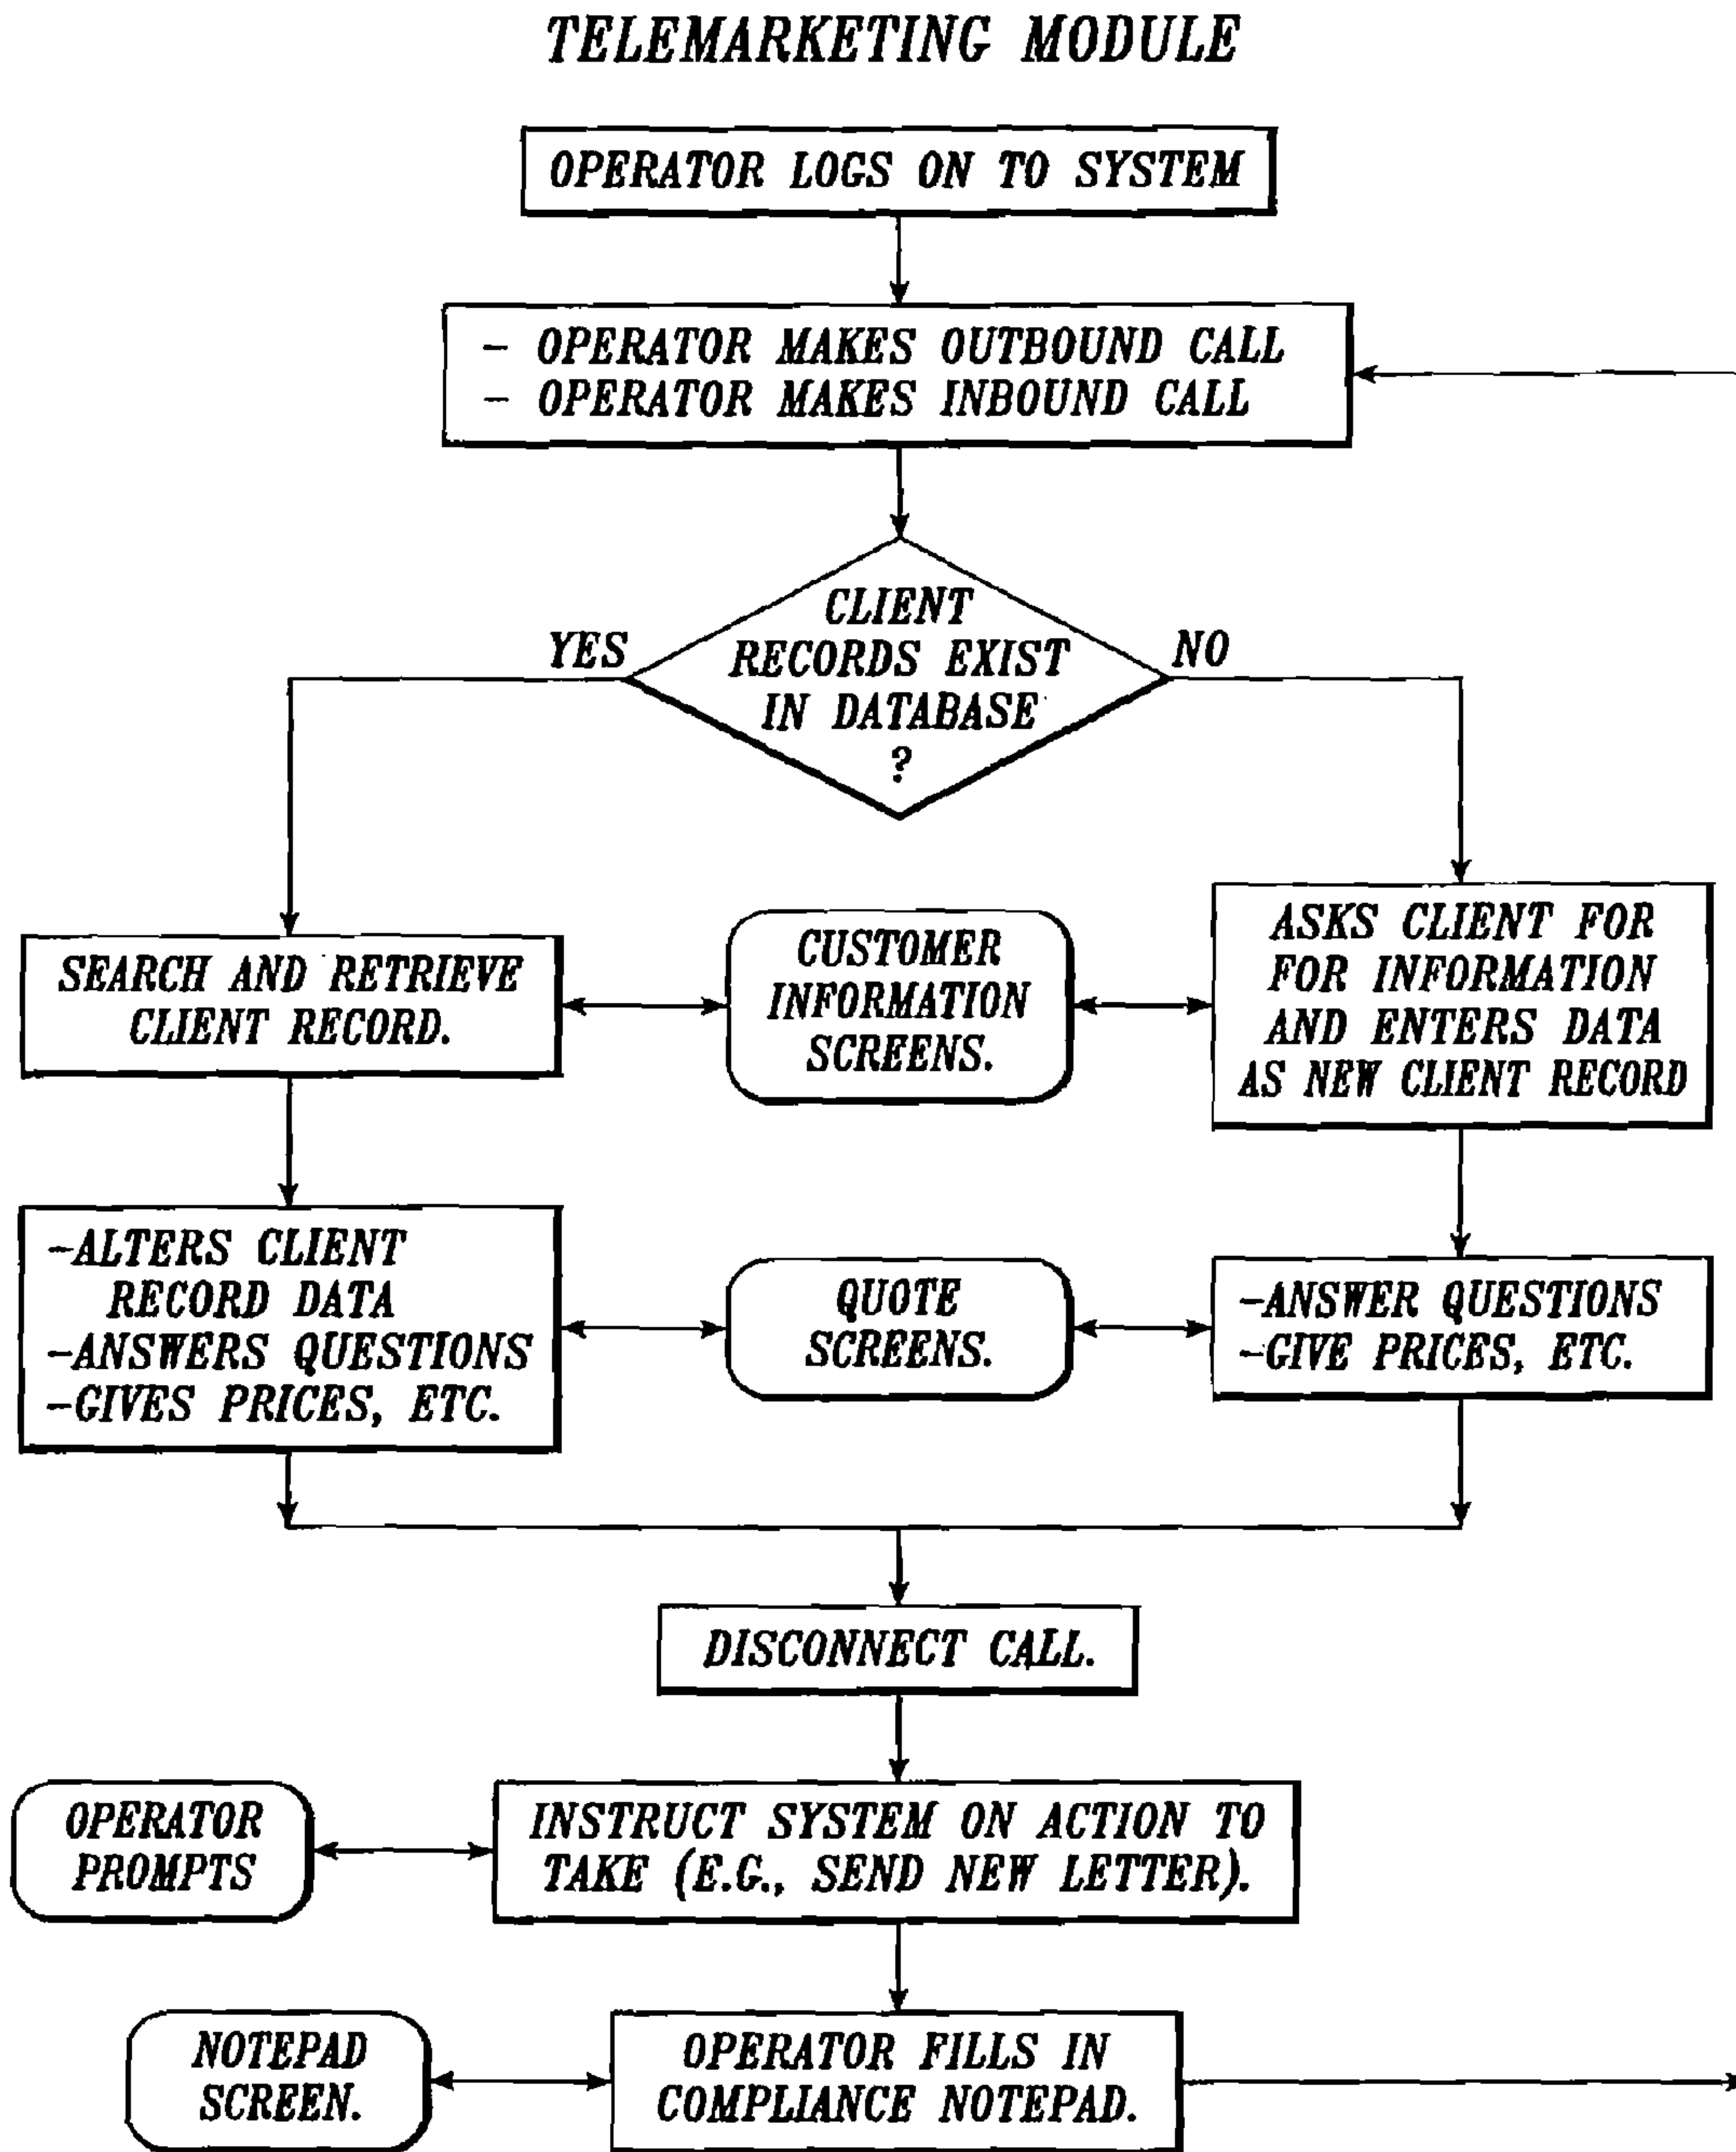 TELEMARKETING MODULE
OPERATOR LOGS ON TO SYSTEM
- OPERATOR MAKES OUTBOUND CALL
- OPERATOR MAKES INBOUND CALL
CLIENT
RECORDS EXIST
IN DATABASE
?
YES
NO
SEARCH AND RETRIEVE
CLIENT RECORD.
CUSTOMER
INFORMATION
SCREENS.
ASKS CLIENT FOR
FOR INFORMATION
AND ENTERS DATA
AS NEW CLIENT RECORD
-ALTERS CLIENT
RECORD DATA
-ANSWERS QUESTIONS
-GIVES PRICES, ETC.
QUOTE
SCREENS.
-ANSWER QUESTIONS
-GIVE PRICES, ETC.
DISCONNECT CALL.
OPERATOR
PROMPTS
INSTRUCT SYSTEM ON ACTION TO
TAKE (E.G., SEND NEW LETTER).
NOTEPAD
SCREEN.
OPERATOR FILLS IN
COMPLIANCE NOTEPAD.